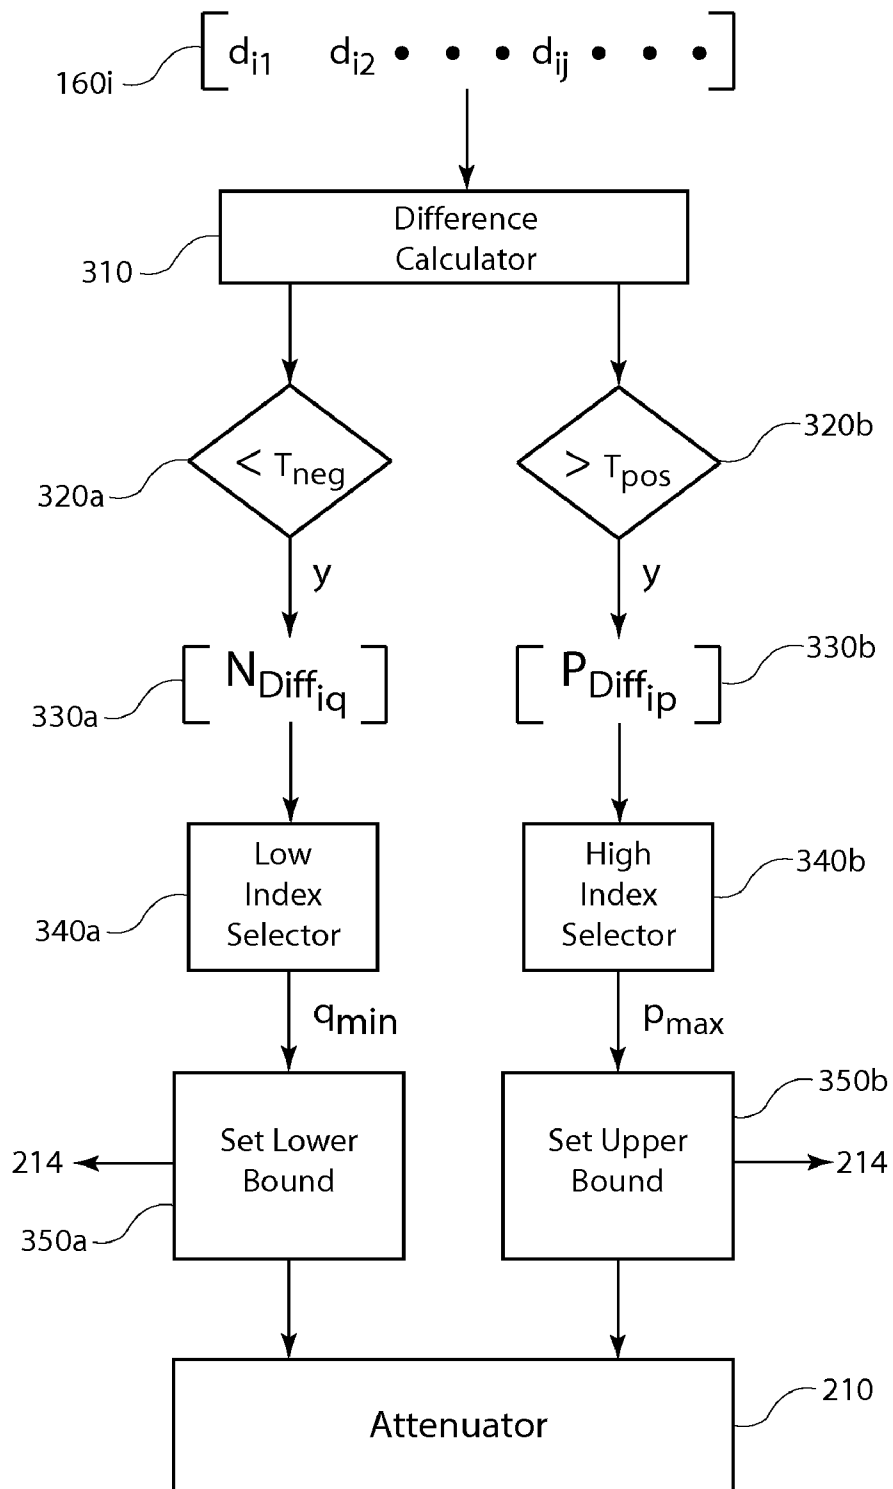 [ d_i1 d_i2 • • • d_ij • • • ]
160i
Difference
Calculator
310
< T_neg
320a
> T_pos
320b
y
y
[ N_Diff_iq ]
330a
[ P_Diff_ip ]
330b
Low
Index
Selector
340a
High
Index
Selector
340b
q_min
p_max
Set Lower
Bound
214
350a
Set Upper
Bound
350b
214
Attenuator
210